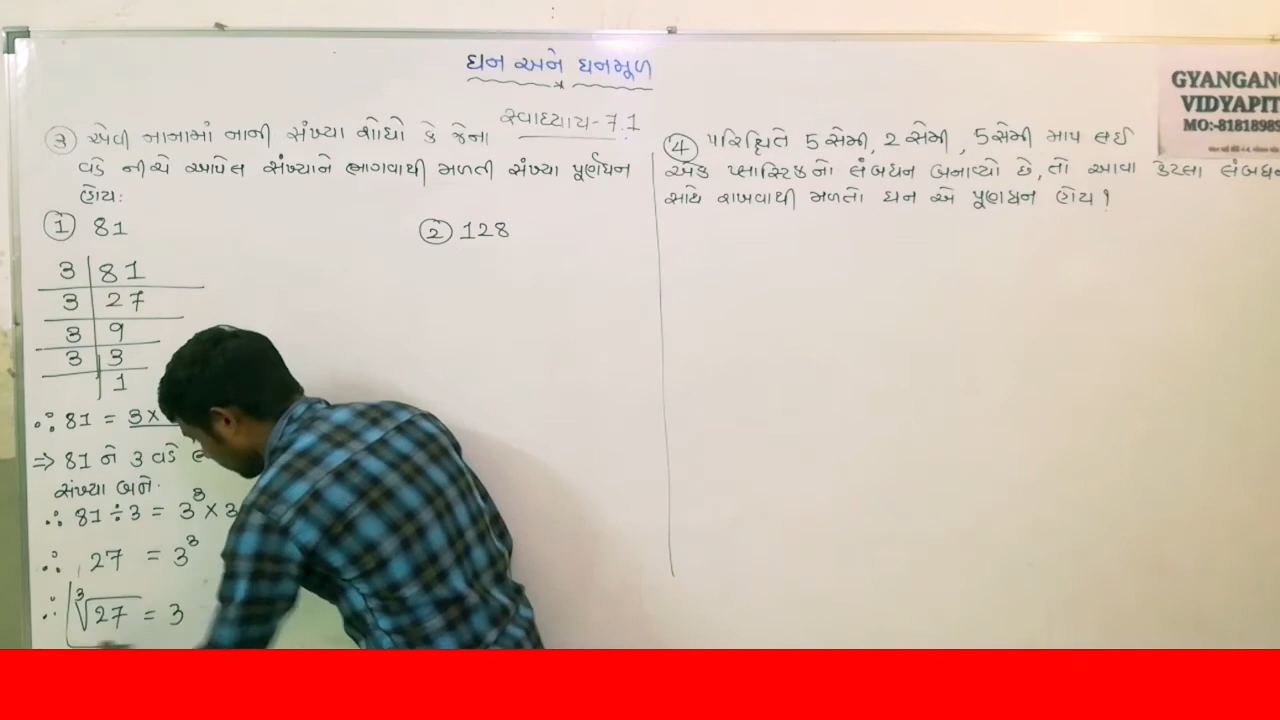 ઘન અને ઘનમૂળ
સ્વાધ્યાય-7.1
③ એવી નાનામાં નાની સંખ્યા શોધો કે જેના
વડે નીચે આપેલ સંખ્યાને ભાગવાથી મળતી સંખ્યા પૂર્ણઘન
હોય:
① 81
② 128
3 | 81
3 | 27
3 | 9
3 | 3
| 1
∴ 81 = 3 ×
⇒ 81 ને 3 વડે
સંખ્યા બને.
∴ 81 ÷ 3 = 3³ × 3
∴ 27 = 3³
∴ ∛27 = 3
④ પરિક્ષિતે 5 સેમી, 2 સેમી, 5 સેમી માપ લઈ
એક પ્લાસ્ટિકનો લંબઘન બનાવ્યો છે, તો આવા કેટલા લંબઘન
સાથે રાખવાથી મળતો ઘન એ પૂર્ણઘન હોય?
GYANGAN
VIDYAPIT
MO:-8181898